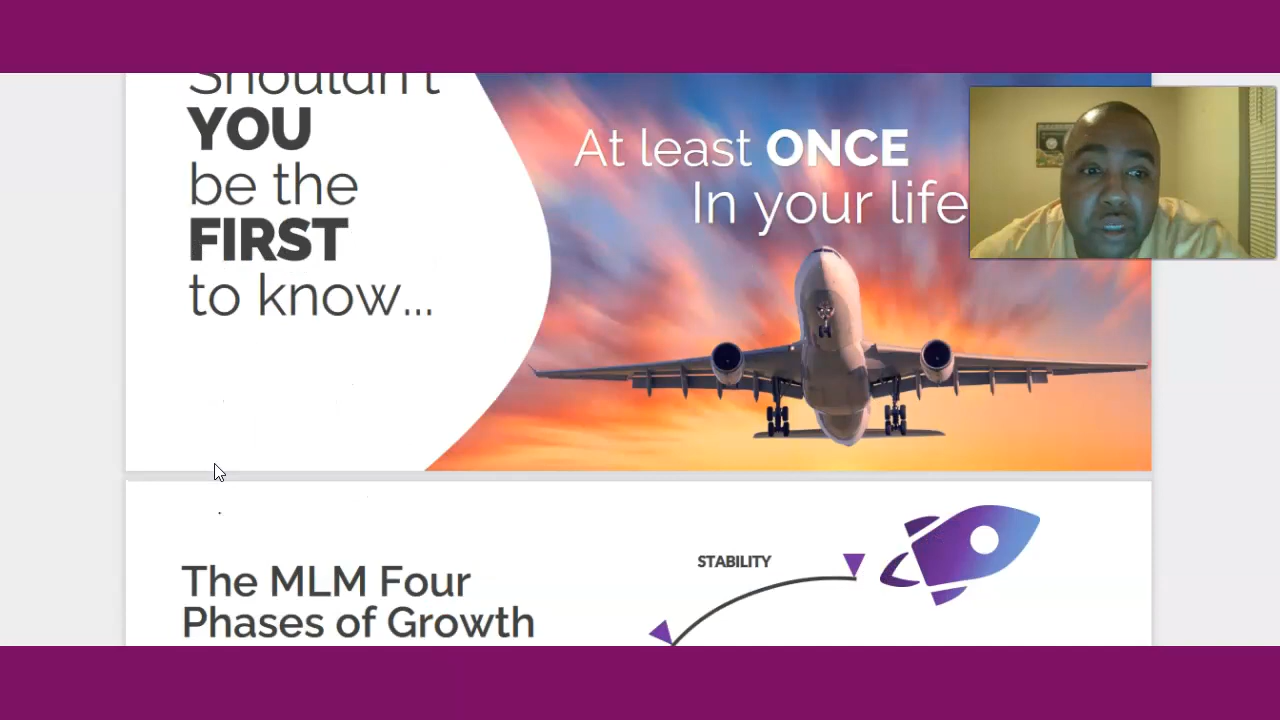 Shouldn't
YOU
be the
FIRST
to know...
At least ONCE
In your life
The MLM Four
Phases of Growth
STABILITY